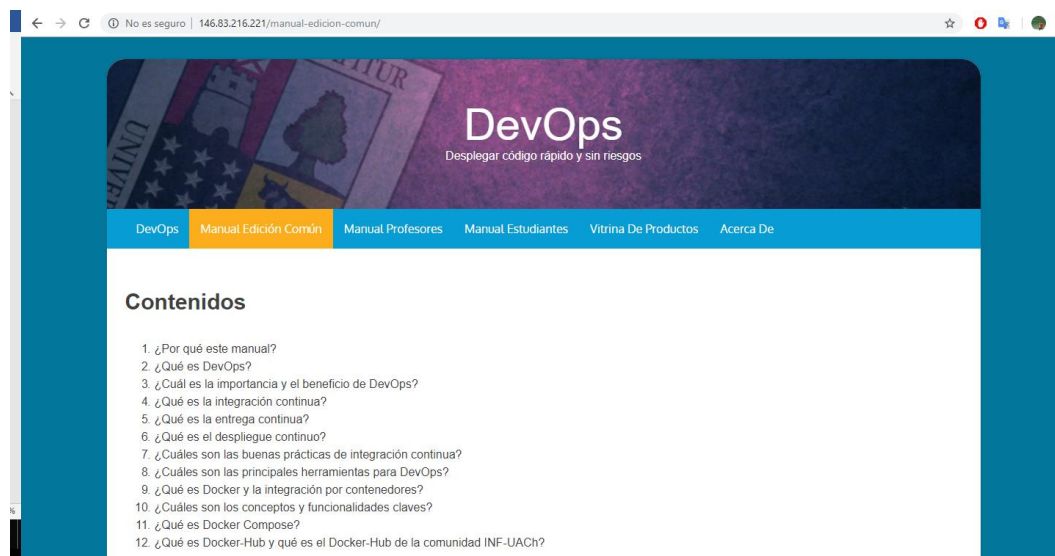 No es seguro | 146.83.216.221/manual-edicion-comun/
UNIVE
ITUR
DevOps
Desplegar código rápido y sin riesgos
DevOps Manual Edición Común Manual Profesores Manual Estudiantes Vitrina De Productos Acerca De
Contenidos
1. ¿Por qué este manual?
2. ¿Qué es DevOps?
3. ¿Cuál es la importancia y el beneficio de DevOps?
4. ¿Qué es la integración continua?
5. ¿Qué es la entrega continua?
6. ¿Qué es el despliegue continuo?
7. ¿Cuáles son las buenas prácticas de integración continua?
8. ¿Cuáles son las principales herramientas para DevOps?
9. ¿Qué es Docker y la integración por contenedores?
10. ¿Cuáles son los conceptos y funcionalidades claves?
11. ¿Qué es Docker Compose?
12. ¿Qué es Docker-Hub y qué es el Docker-Hub de la comunidad INF-UACh?